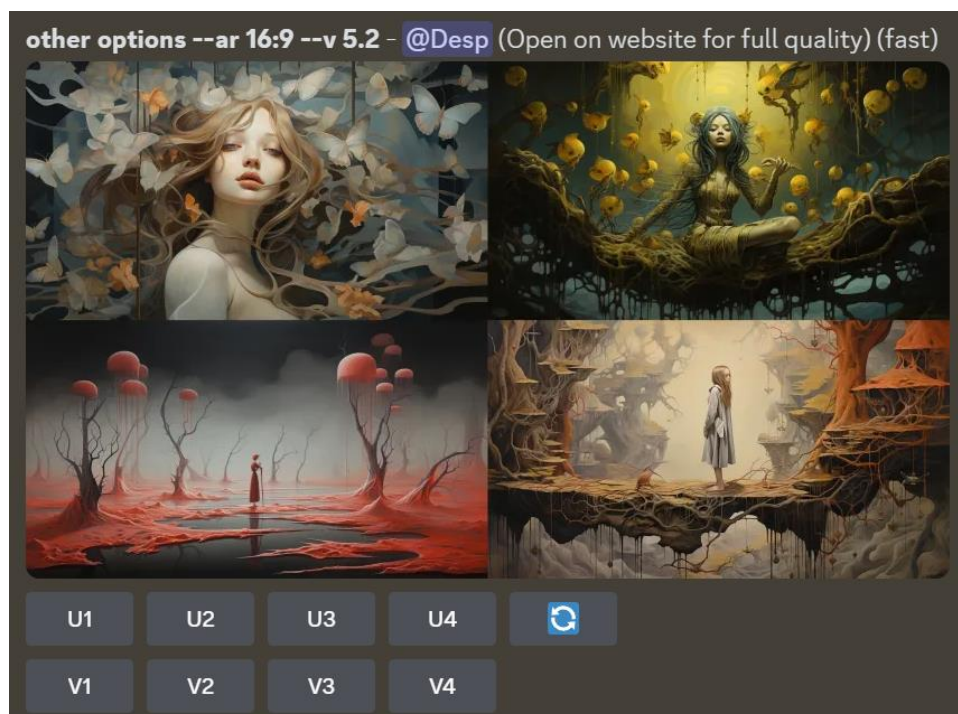 other options --ar 16:9 --v 5.2 - @Desp (Open on website for full quality) (fast)
U1 U2 U3 U4
V1 V2 V3 V4